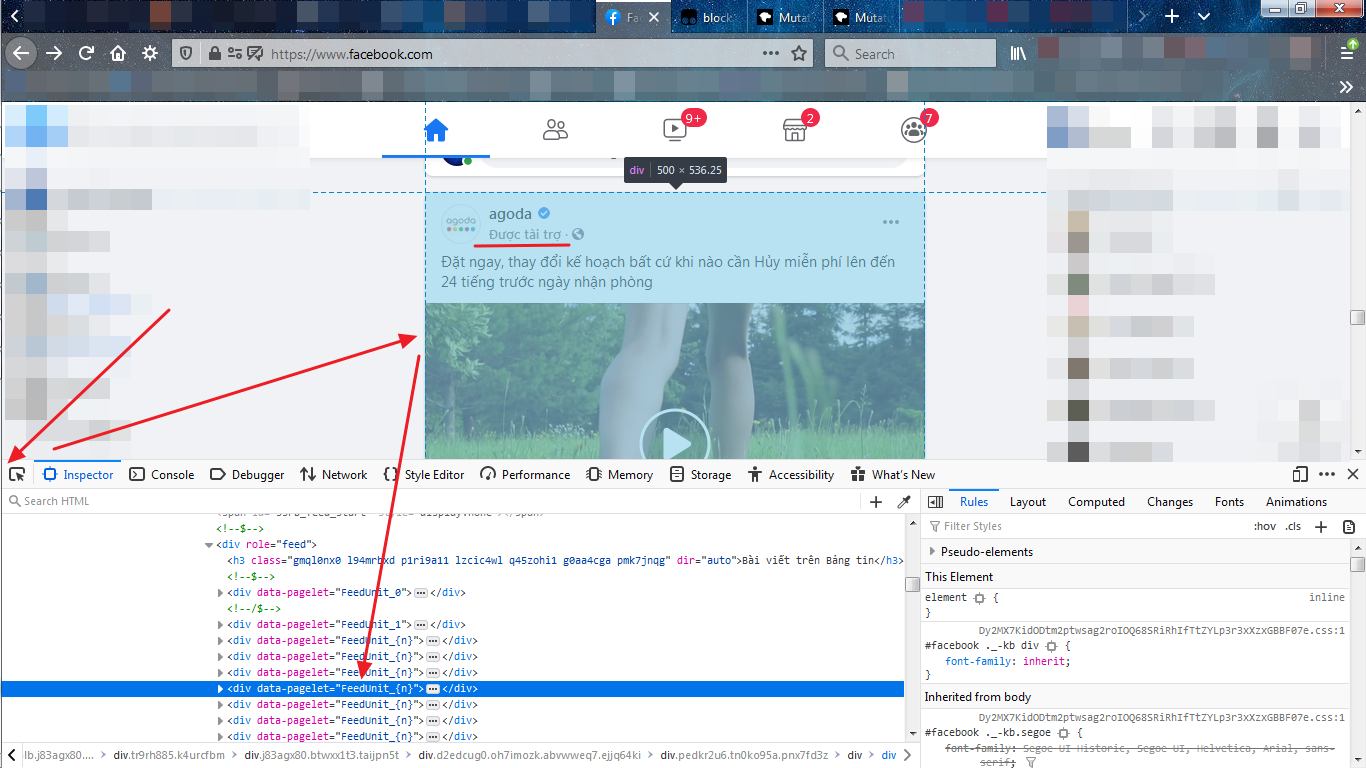 Fac
block
Mutat
Mutat
https://www.facebook.com
Search
9+
2
7
div 500 × 536.25
agoda
agoda
Được tài trợ ·
Đặt ngay, thay đổi kế hoạch bất cứ khi nào cần Hủy miễn phí lên đến
24 tiếng trước ngày nhận phòng
Inspector
Console
Debugger
Network
Style Editor
Performance
Memory
Storage
Accessibility
What's New
Search HTML
Rules
Layout
Computed
Changes
Fonts
Animations
Filter Styles
:hov .cls
<span id="ssrb_feed_start" style="display:none"></span>
<!--$-->
<div role="feed">
<h3 class="gmql0nx0 l94mrbxd p1ri9a11 lzcic4wl q45zohi1 g0aa4cga pmk7jnqg" dir="auto">Bài viết trên Bảng tin</h3>
<!--$-->
<div data-pagelet="FeedUnit_0"> ••• </div>
<!--/$-->
<div data-pagelet="FeedUnit_1"> ••• </div>
<div data-pagelet="FeedUnit_{n}"> ••• </div>
<div data-pagelet="FeedUnit_{n}"> ••• </div>
<div data-pagelet="FeedUnit_{n}"> ••• </div>
<div data-pagelet="FeedUnit_{n}"> ••• </div>
<div data-pagelet="FeedUnit_{n}"> ••• </div>
<div data-pagelet="FeedUnit_{n}"> ••• </div>
<div data-pagelet="FeedUnit_{n}"> ••• </div>
lb.j83agx80....
div.tr9rh885.k4urcfbm
div.j83agx80.btwxx1t3.taijpn5t
div.d2edcug0.oh7imozk.abvwweq7.ejjq64ki
div.pedkr2u6.tn0ko95a.pnx7fd3z
div
div
Pseudo-elements
This Element
element { inline
}
Dy2MX7KidODtm2ptwsag2roIOQ68SRiRhIfTtZYLp3r3xXzxGBBF07e.css:1
#facebook ._-kb div {
font-family: inherit;
}
Inherited from body
Dy2MX7KidODtm2ptwsag2roIOQ68SRiRhIfTtZYLp3r3xXzxGBBF07e.css:1
#facebook ._-kb.segoe {
font-family: Segoe UI Historic, Segoe UI, Helvetica, Arial, sans-
serif;